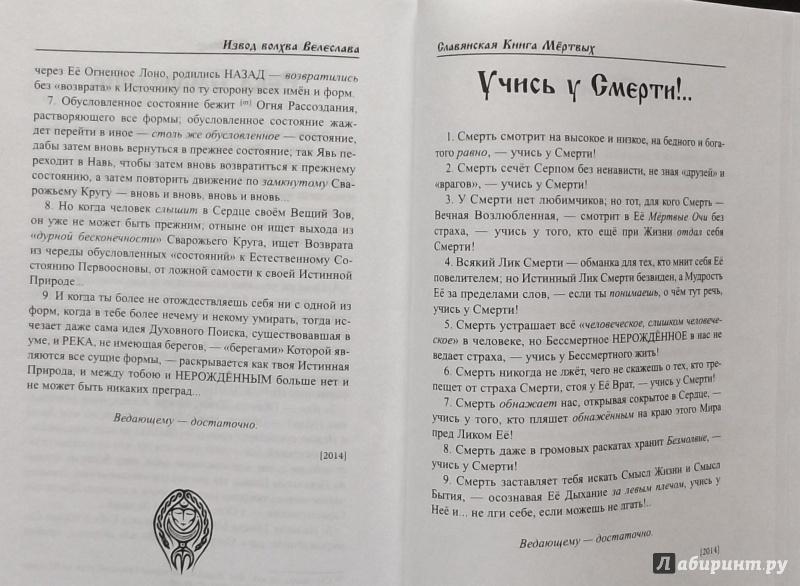 Извод волхва Велеслава
через Её Огненное Лоно, родились НАЗАД — возвратились
без «возврата» к Источнику по ту сторону всех имён и форм.
7. Обусловленное состояние бежит [от] Огня Рассоздания,
растворяющего все формы; обусловленное состояние жаж-
дает перейти в иное — столь же обусловленное — состояние,
дабы затем вновь вернуться в прежнее состояние; так Явь пе-
реходит в Навь, чтобы затем вновь возвратиться к прежнему
состоянию, а затем повторить движение по замкнутому Сва-
рожьему Кругу — вновь и вновь, вновь и вновь...
8. Но когда человек слышит в Сердце своём Вещий Зов,
он уже не может быть прежним; отныне он ищет выхода из
«дурной бесконечности» Сварожьего Круга, ищет Возврата
из череды обусловленных «состояний» к Естественному Со-
стоянию Первоосновы, от ложной самости к своей Истинной
Природе...
9. И когда ты более не отождествляешь себя ни с одной из
форм, когда в тебе более нечему и некому умирать, тогда ис-
чезает даже сама идея Духовного Поиска, существовавшая в
уме, и РЕКА, не имеющая берегов, — «берегами» Которой яв-
ляются все сущие формы, — раскрывается как твоя Истинная
Природа, и между тобою и НЕРОЖДЁННЫМ больше нет и
не может быть никаких преград...
Ведающему — достаточно.
[2014]
Славянская Книга Мёртвых
Учись у Смерти!..
1. Смерть смотрит на высокое и низкое, на бедного и бога-
того равно, — учись у Смерти!
2. Смерть сечёт Серпом без ненависти, не зная «друзей» и
«врагов», — учись у Смерти!
3. У Смерти нет любимчиков; но тот, для кого Смерть —
Вечная Возлюбленная, — смотрит в Её Мёртвые Очи без
страха, — учись у того, кто ещё при Жизни отдал себя
Смерти!
4. Всякий Лик Смерти — обманка для тех, кто мнит себя Её
повелителем; но Истинный Лик Смерти безвиден, а Мудрость
Её за пределами слов, — если ты понимаешь, о чём тут речь,
учись у Смерти!
5. Смерть устрашает всё «человеческое, слишком человече-
ское» в человеке, но Бессмертное НЕРОЖДЁННОЕ в нас не
ведает страха, — учись у Бессмертного жить!
6. Смерть никогда не лжёт, чего не скажешь о тех, кто тре-
пещет от страха Смерти, стоя у Её Врат, — учись у Смерти!
7. Смерть обнажает нас, открывая сокрытое в Сердце, —
учись у того, кто пляшет обнажённым на краю этого Мира
пред Ликом Её!
8. Смерть даже в громовых раскатах хранит Безмолвие, —
учись у Смерти!
9. Смерть заставляет тебя искать Смысл Жизни и Смысл
Бытия, — осознавая Её Дыхание за левым плечом, учись у
Неё и... не лги себе, если можешь не лгать!..
Ведающему — достаточно.
[2014]
Лабиринт.ру